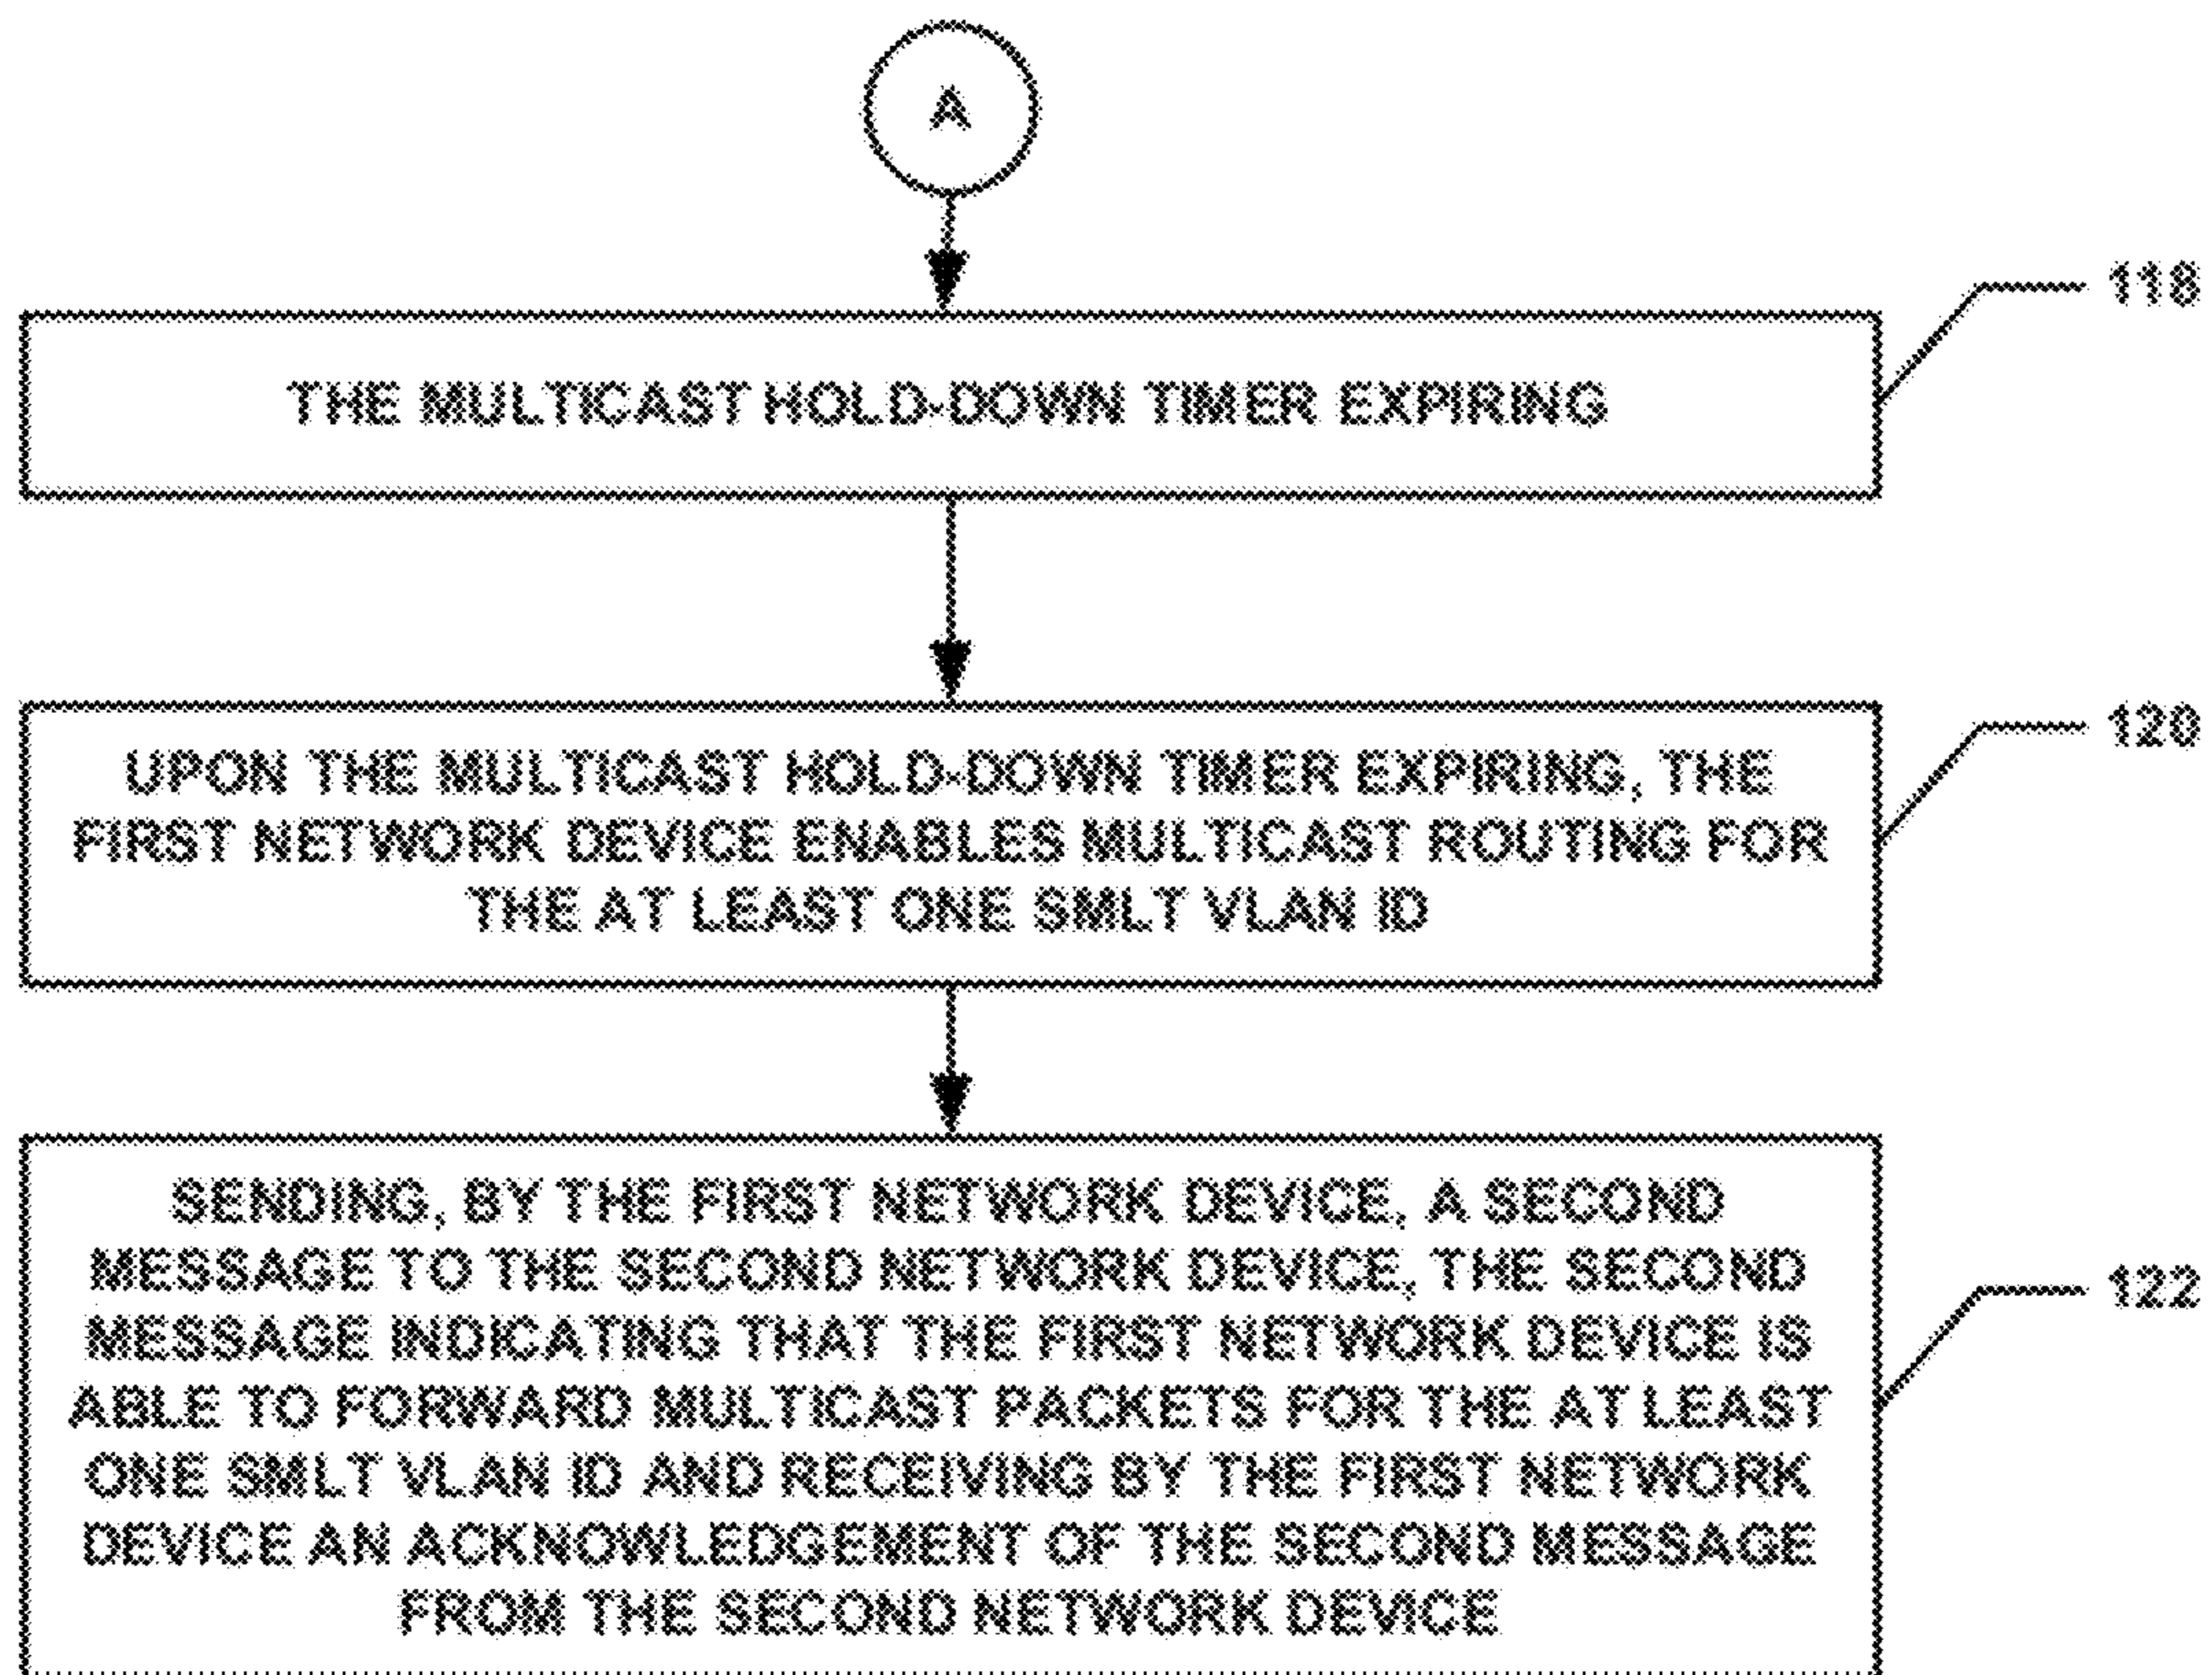 A
118
THE MULTICAST HOLD-DOWN TIMER EXPIRING
120
UPON THE MULTICAST HOLD-DOWN TIMER EXPIRING, THE
FIRST NETWORK DEVICE ENABLES MULTICAST ROUTING FOR
THE AT LEAST ONE SMLT VLAN ID
SENDING, BY THE FIRST NETWORK DEVICE, A SECOND
MESSAGE TO THE SECOND NETWORK DEVICE, THE SECOND
122
MESSAGE INDICATING THAT THE FIRST NETWORK DEVICE IS
ABLE TO FORWARD MULTICAST PACKETS FOR THE AT LEAST
ONE SMLT VLAN ID AND RECEIVING BY THE FIRST NETWORK
DEVICE AN ACKNOWLEDGEMENT OF THE SECOND MESSAGE
FROM THE SECOND NETWORK DEVICE